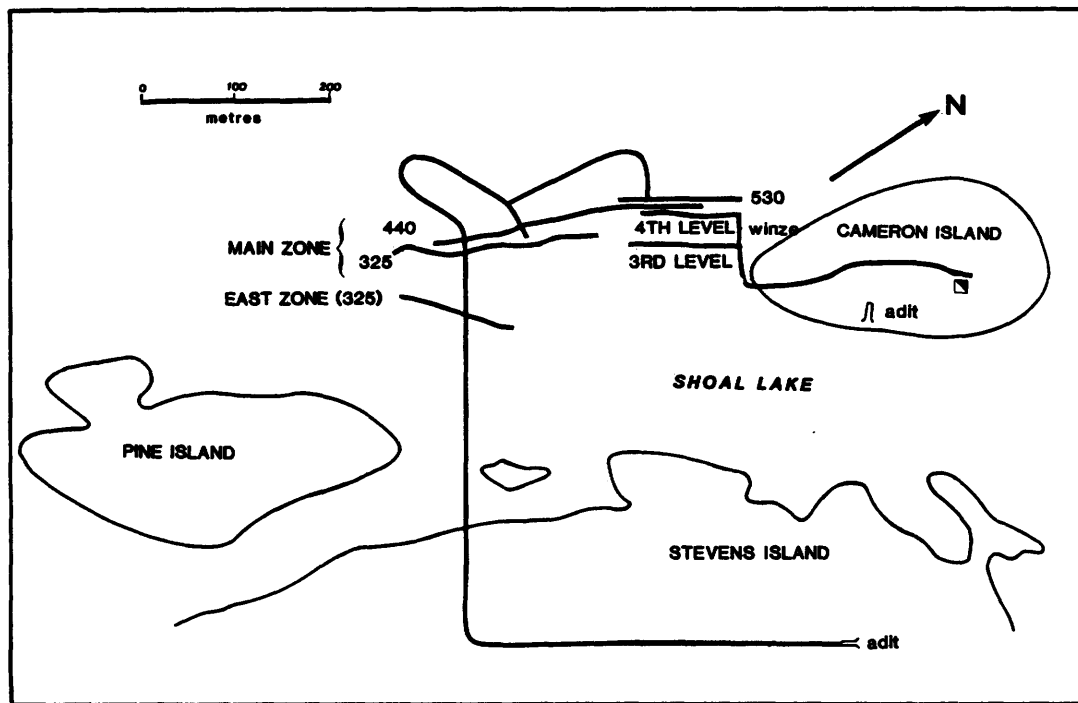 0 100 200
metres
N
530
440
4TH LEVEL winze
CAMERON ISLAND
MAIN ZONE
325
3RD LEVEL
EAST ZONE (325)
adit
SHOAL LAKE
PINE ISLAND
STEVENS ISLAND
adit